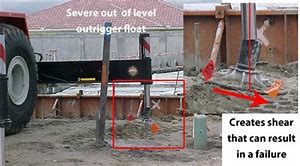 Severe out of level
outrigger float
Creates shear
that can result
in a failure